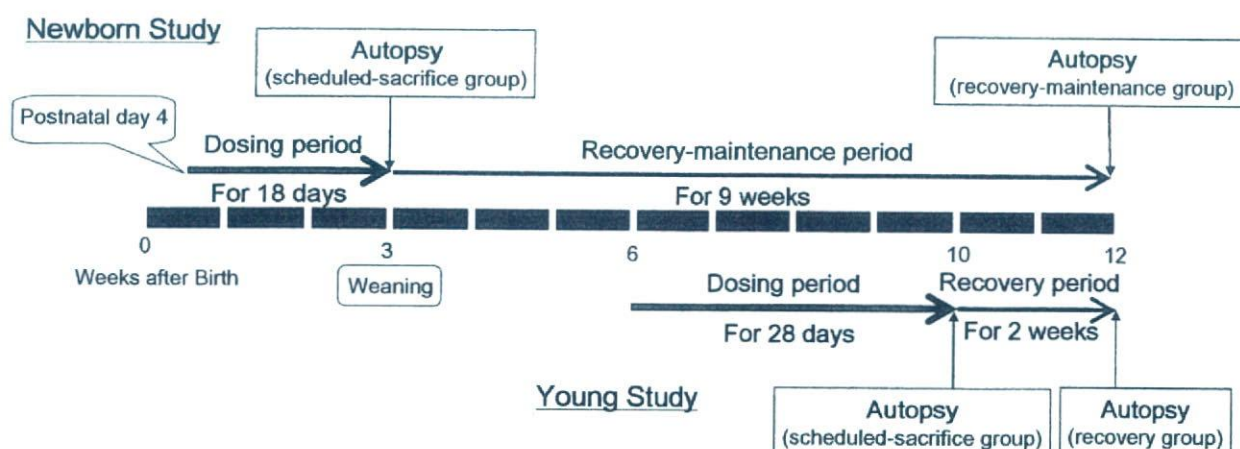 Newborn Study
Autopsy
(scheduled-sacrifice group)
Autopsy
(recovery-maintenance group)
Postnatal day 4
Dosing period
Recovery-maintenance period
For 18 days
For 9 weeks
0
3
6
10
12
Weeks after Birth
Weaning
Dosing period
Recovery period
For 28 days
For 2 weeks
Young Study
Autopsy
(scheduled-sacrifice group)
Autopsy
(recovery group)